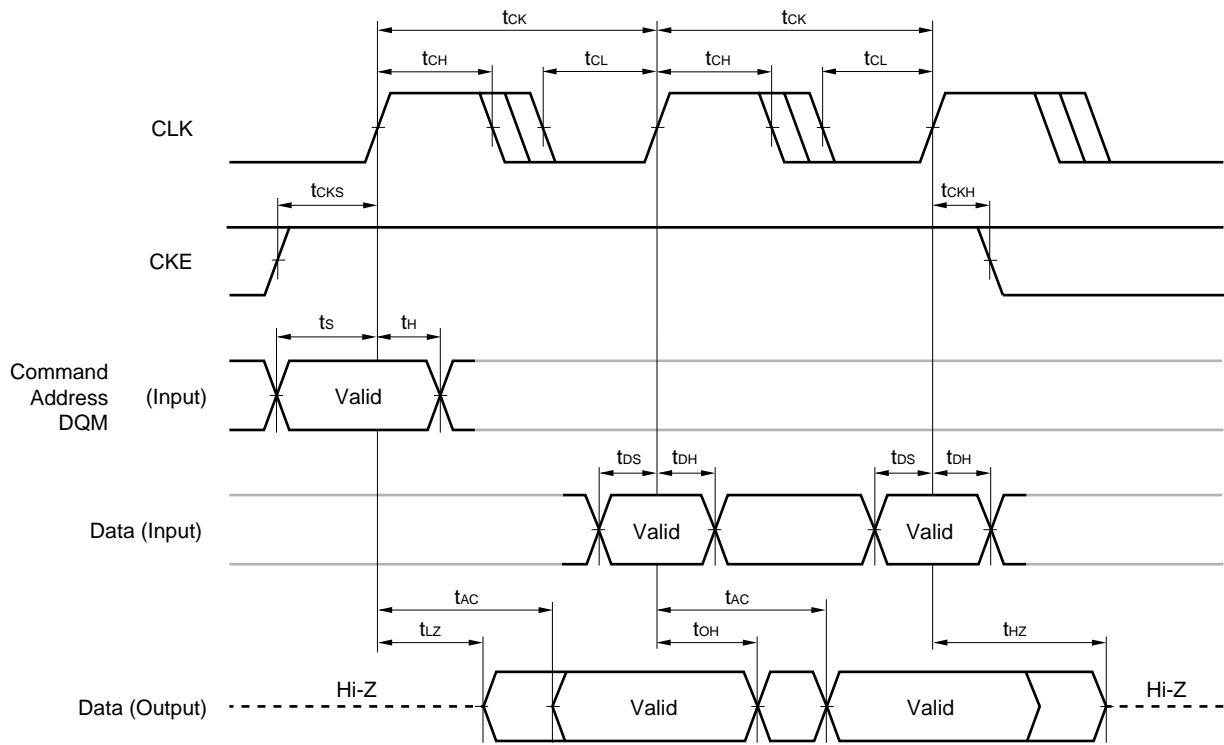 tCK tCK
tCH tCL tCH tCL
CLK
tCKS tCKH
CKE
tS tH
Command
Address (Input) Valid
DQM
tDS tDH tDS tDH
Data (Input) Valid Valid
tAC tAC
tLZ tOH tHZ
Hi-Z Hi-Z
Data (Output) Valid Valid